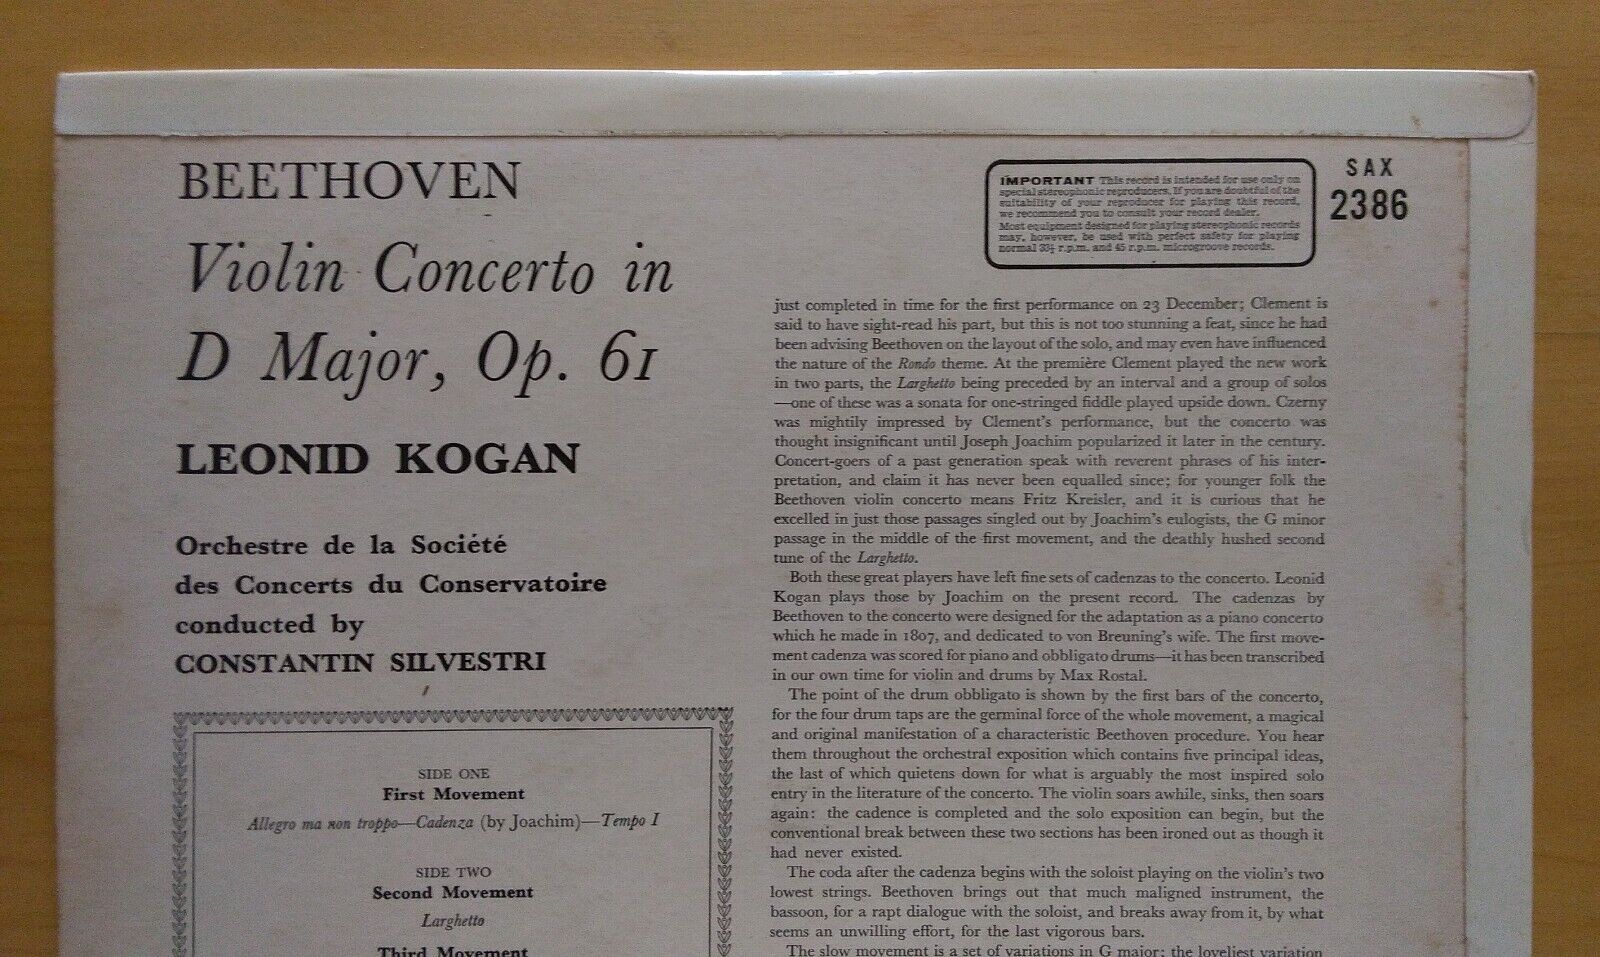 BEETHOVEN
Violin Concerto in
D Major, Op. 61
LEONID KOGAN
Orchestre de la Société
des Concerts du Conservatoire
conducted by
CONSTANTIN SILVESTRI
SIDE ONE
First Movement
Allegro ma non troppo—Cadenza (by Joachim)—Tempo I
SIDE TWO
Second Movement
Larghetto
Third Movement
IMPORTANT This record is intended for use only on
special stereophonic reproducers. If you are doubtful of the
suitability of your reproducer for playing this record,
we recommend you to consult your record dealer.
Most equipment designed for playing stereophonic records
may, however, be used with perfect safety for playing
normal 33⅓ r.p.m. and 45 r.p.m. microgroove records.
SAX
2386
just completed in time for the first performance on 23 December; Clement is
said to have sight-read his part, but this is not too stunning a feat, since he had
been advising Beethoven on the layout of the solo, and may even have influenced
the nature of the Rondo theme. At the première Clement played the new work
in two parts, the Larghetto being preceded by an interval and a group of solos
—one of these was a sonata for one-stringed fiddle played upside down. Czerny
was mightily impressed by Clement's performance, but the concerto was
thought insignificant until Joseph Joachim popularized it later in the century.
Concert-goers of a past generation speak with reverent phrases of his inter-
pretation, and claim it has never been equalled since; for younger folk the
Beethoven violin concerto means Fritz Kreisler, and it is curious that he
excelled in just those passages singled out by Joachim's eulogists, the G minor
passage in the middle of the first movement, and the deathly hushed second
tune of the Larghetto.
Both these great players have left fine sets of cadenzas to the concerto. Leonid
Kogan plays those by Joachim on the present record. The cadenzas by
Beethoven to the concerto were designed for the adaptation as a piano concerto
which he made in 1807, and dedicated to von Breuning's wife. The first move-
ment cadenza was scored for piano and obbligato drums—it has been transcribed
in our own time for violin and drums by Max Rostal.
The point of the drum obbligato is shown by the first bars of the concerto,
for the four drum taps are the germinal force of the whole movement, a magical
and original manifestation of a characteristic Beethoven procedure. You hear
them throughout the orchestral exposition which contains five principal ideas,
the last of which quietens down for what is arguably the most inspired solo
entry in the literature of the concerto. The violin soars awhile, sinks, then soars
again: the cadence is completed and the solo exposition can begin, but the
conventional break between these two sections has been ironed out as though it
had never existed.
The coda after the cadenza begins with the soloist playing on the violin's two
lowest strings. Beethoven brings out that much maligned instrument, the
bassoon, for a rapt dialogue with the soloist, and breaks away from it, by what
seems an unwilling effort, for the last vigorous bars.
The slow movement is a set of variations in G major; the loveliest variation